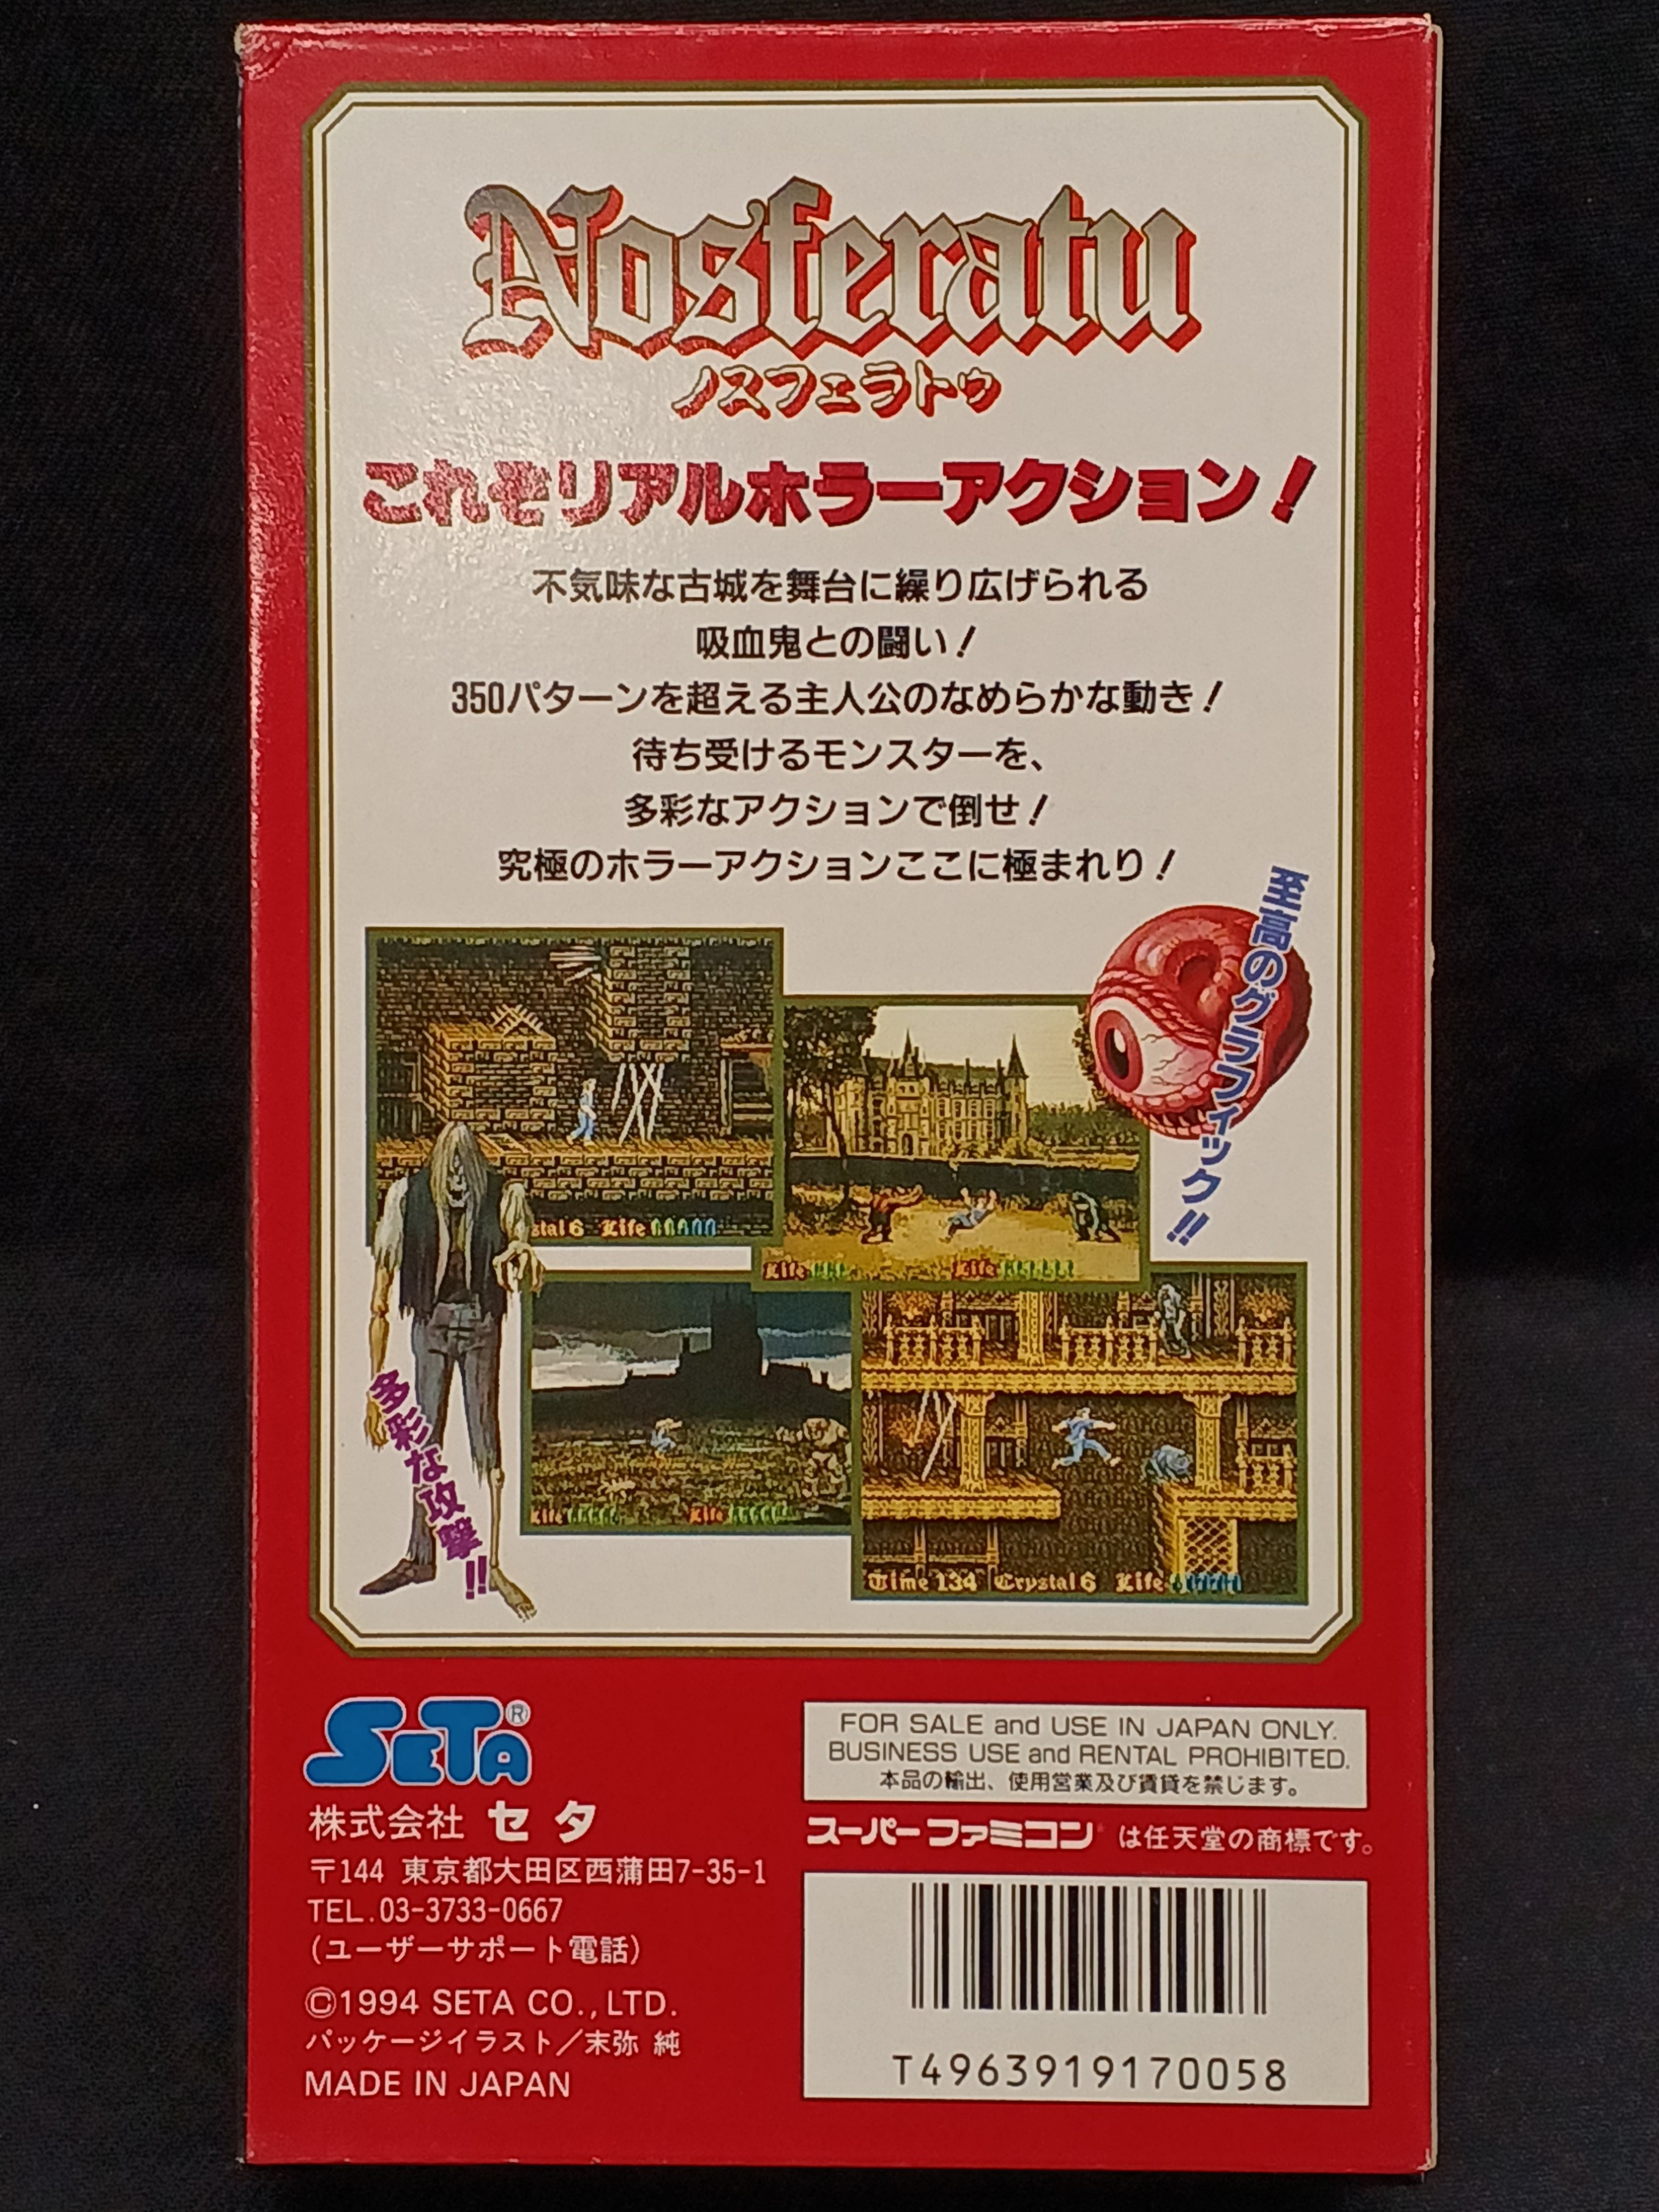 Nosferatu
ノスフェラトゥ
これぞリアルホラーアクション！
不気味な古城を舞台に繰り広げられる
吸血鬼との闘い！
350パターンを超える主人公のなめらかな動き！
待ち受けるモンスターを、
多彩なアクションで倒せ！
究極のホラーアクションここに極まれり！
至高のグラフィック!!
stal 6 Life
Life Life
Life Life
Time 134 Crystal 6 Life
多彩な攻撃!!
SETA®
株式会社 セタ
〒144 東京都大田区西蒲田7-35-1
TEL.03-3733-0667
(ユーザーサポート電話)
©1994 SETA CO.,LTD.
パッケージイラスト／末弥 純
MADE IN JAPAN
FOR SALE and USE IN JAPAN ONLY.
BUSINESS USE and RENTAL PROHIBITED.
本品の輸出、使用営業及び賃貸を禁じます。
スーパーファミコン は任天堂の商標です。
T4963919170058